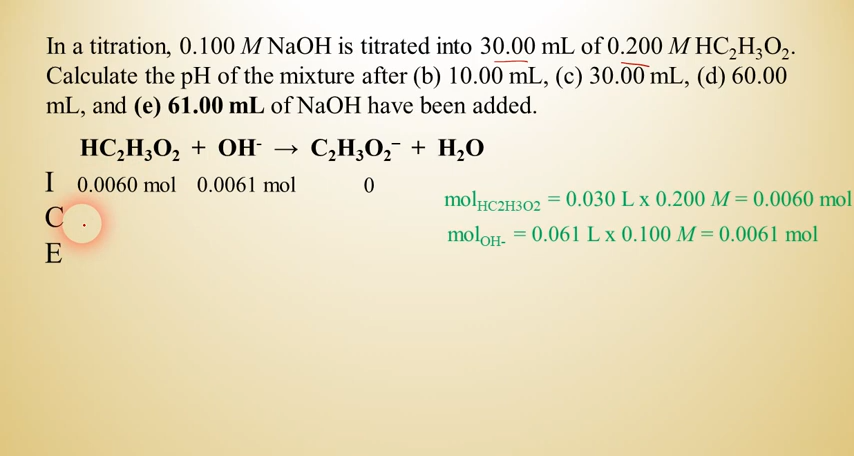 In a titration, 0.100 M NaOH is titrated into 30.00 mL of 0.200 M HC₂H₃O₂.
Calculate the pH of the mixture after (b) 10.00 mL, (c) 30.00 mL, (d) 60.00
mL, and (e) 61.00 mL of NaOH have been added.
HC₂H₃O₂ + OH⁻ → C₂H₃O₂⁻ + H₂O
I 0.0060 mol 0.0061 mol 0
mol_HC2H3O2 = 0.030 L x 0.200 M = 0.0060 mol
C
mol_OH- = 0.061 L x 0.100 M = 0.0061 mol
E